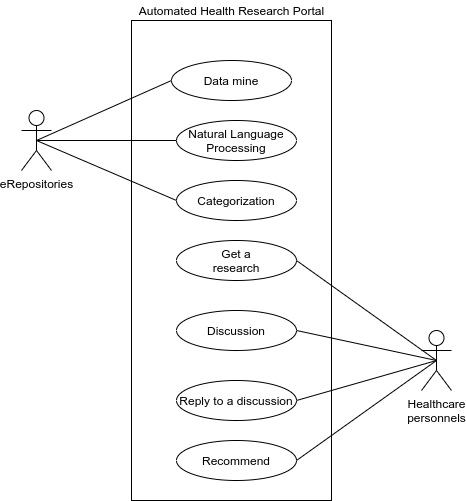 Automated Health Research Portal
Data mine
Natural Language
Processing
eRepositories
Categorization
Get a
research
Discussion
Reply to a discussion
Healthcare
personnels
Recommend